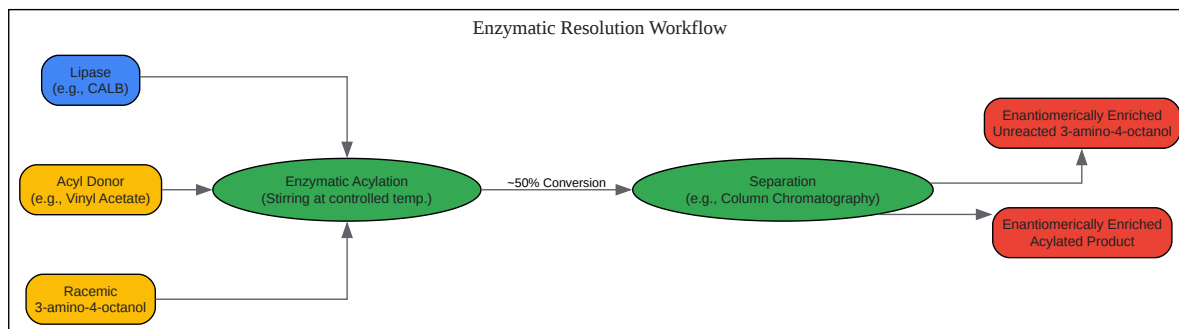 Enzymatic Resolution Workflow
Lipase
(e.g., CALB)
Acyl Donor
(e.g., Vinyl Acetate)
Racemic
3-amino-4-octanol
Enzymatic Acylation
(Stirring at controlled temp.)
~50% Conversion
Separation
(e.g., Column Chromatography)
Enantiomerically Enriched
Unreacted 3-amino-4-octanol
Enantiomerically Enriched
Acylated Product